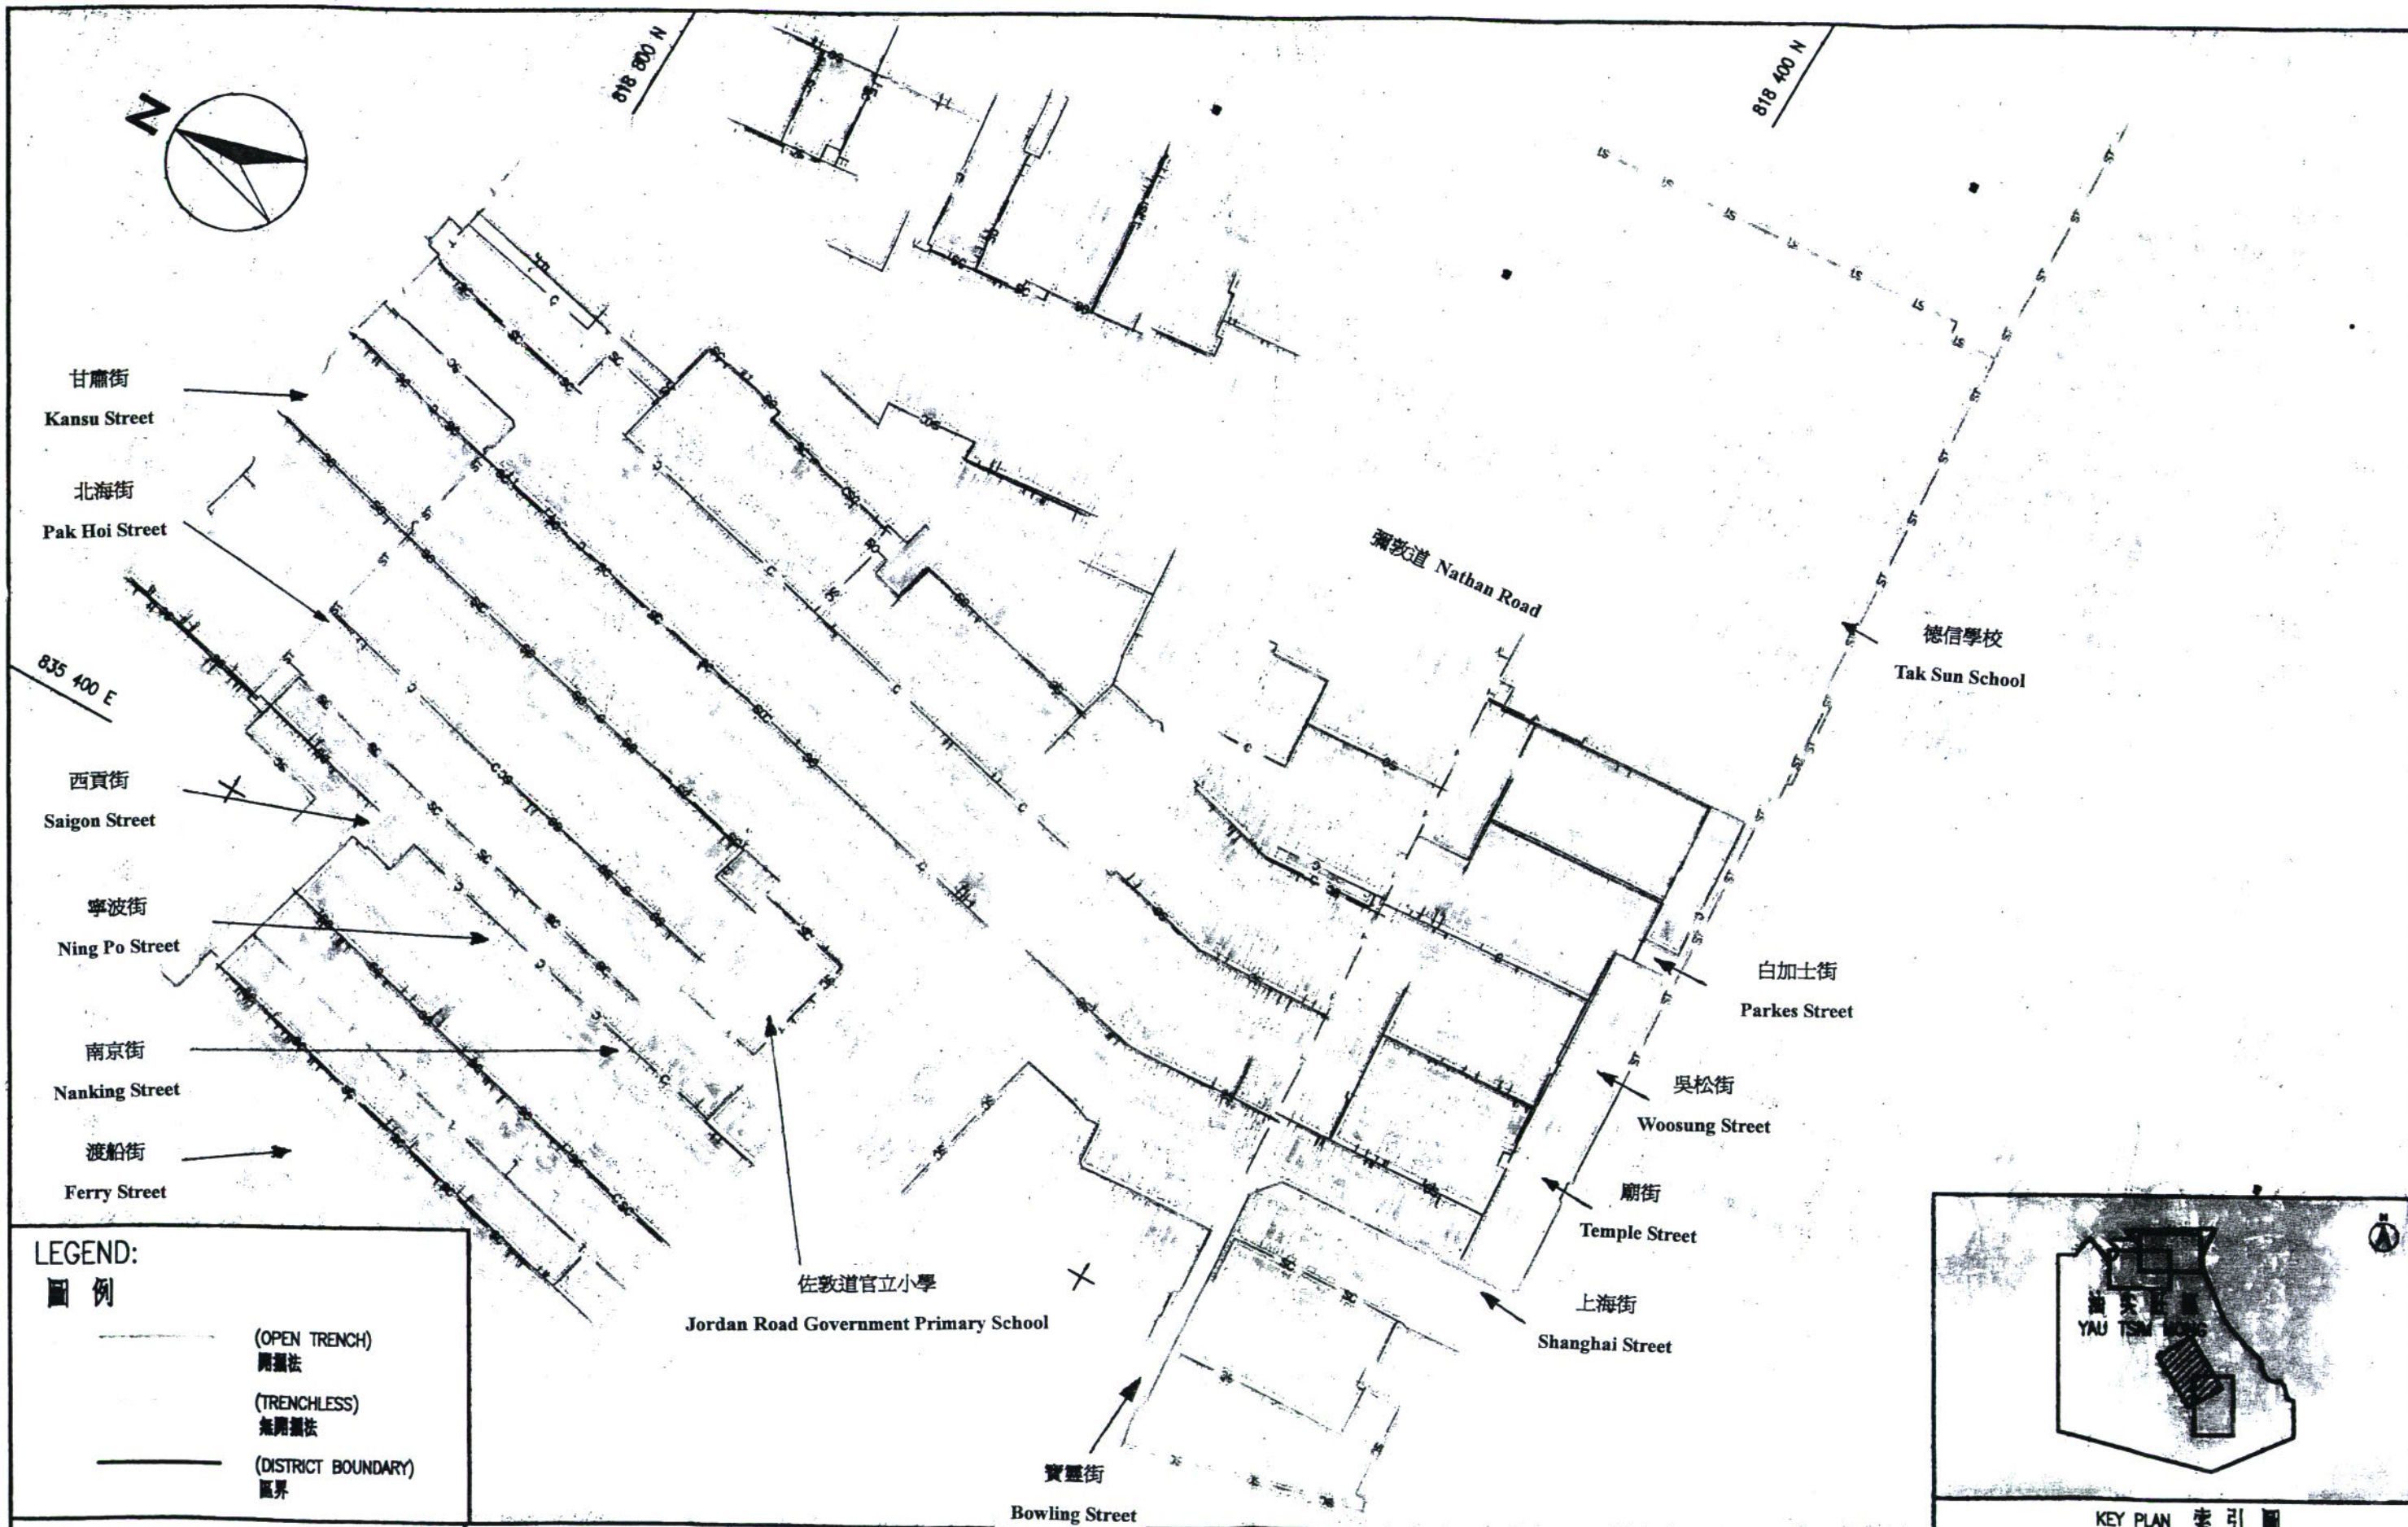 818 800 N
818 400 N
N
甘肅街
Kansu Street
北海街
Pak Hoi Street
彌敦道 Nathan Road
德信學校
Tak Sun School
835 400 E
西貢街
Saigon Street
寧波街
Ning Po Street
白加士街
Parkes Street
南京街
Nanking Street
吳松街
Woosung Street
渡船街
Ferry Street
廟街
Temple Street
佐敦道官立小學
Jordan Road Government Primary School
上海街
Shanghai Street
寶靈街
Bowling Street
LEGEND:
圖 例
(OPEN TRENCH)
開掘法
(TRENCHLESS)
無開掘法
(DISTRICT BOUNDARY)
區界
N
YAU TSIM MONG
KEY PLAN 索引圖